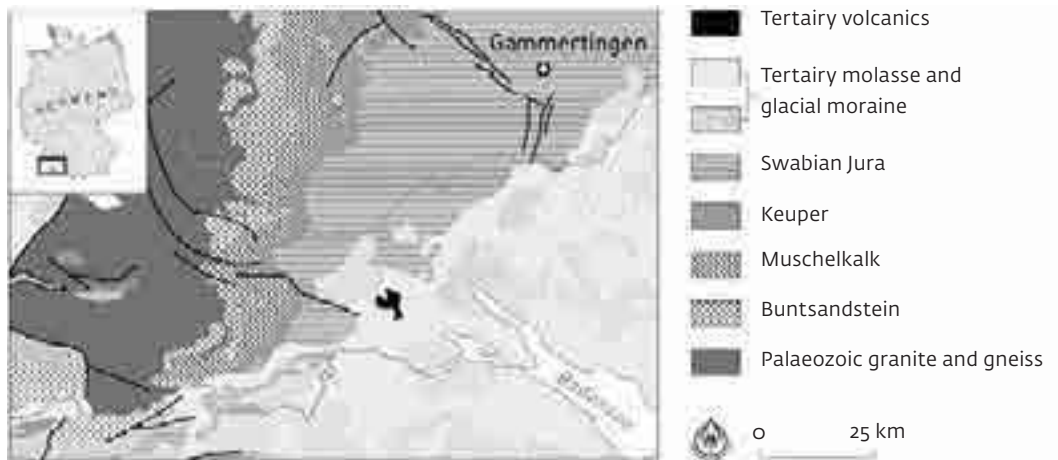 Gammertingen
Bodensee
Tertairy volcanics
Tertairy molasse and
glacial moraine
Swabian Jura
Keuper
Muschelkalk
Buntsandstein
Palaeozoic granite and gneiss
N
0 25 km